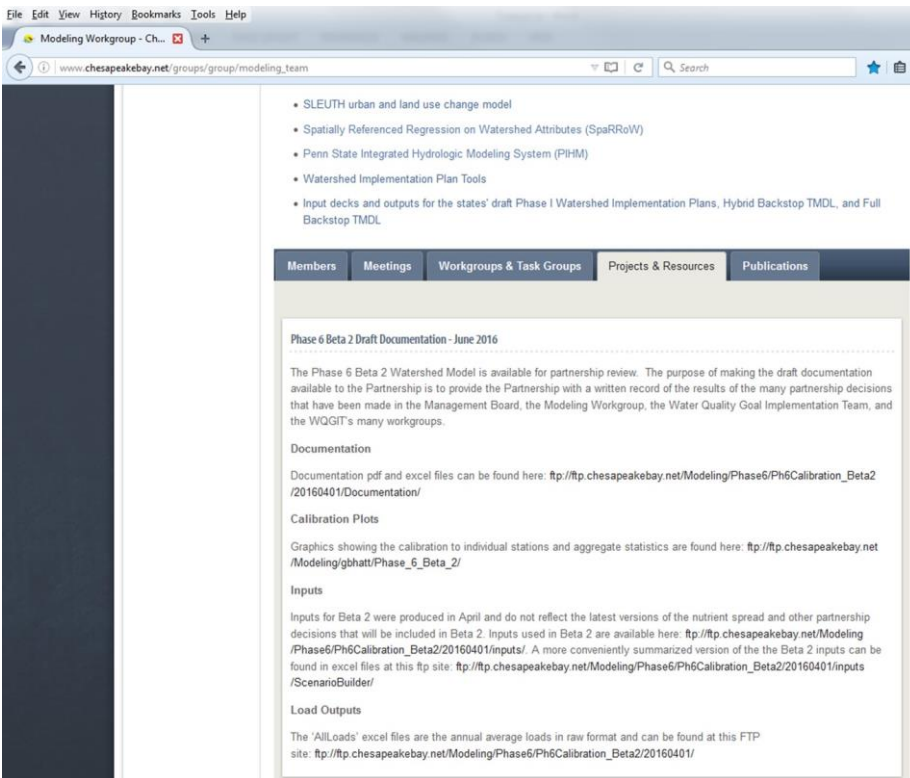 File Edit View History Bookmarks Tools Help
Modeling Workgroup - Ch...
www.chesapeakebay.net/groups/group/modeling_team
Search
• SLEUTH urban and land use change model
• Spatially Referenced Regression on Watershed Attributes (SpaRRoW)
• Penn State Integrated Hydrologic Modeling System (PIHM)
• Watershed Implementation Plan Tools
• Input decks and outputs for the states' draft Phase I Watershed Implementation Plans, Hybrid Backstop TMDL, and Full
Backstop TMDL
Members Meetings Workgroups & Task Groups Projects & Resources Publications
Phase 6 Beta 2 Draft Documentation - June 2016
The Phase 6 Beta 2 Watershed Model is available for partnership review. The purpose of making the draft documentation
available to the Partnership is to provide the Partnership with a written record of the results of the many partnership decisions
that have been made in the Management Board, the Modeling Workgroup, the Water Quality Goal Implementation Team, and
the WQGIT's many workgroups.
Documentation
Documentation pdf and excel files can be found here: ftp://ftp.chesapeakebay.net/Modeling/Phase6/Ph6Calibration_Beta2
/20160401/Documentation/
Calibration Plots
Graphics showing the calibration to individual stations and aggregate statistics are found here: ftp://ftp.chesapeakebay.net
/Modeling/gbhatt/Phase_6_Beta_2/
Inputs
Inputs for Beta 2 were produced in April and do not reflect the latest versions of the nutrient spread and other partnership
decisions that will be included in Beta 2. Inputs used in Beta 2 are available here: ftp://ftp.chesapeakebay.net/Modeling
/Phase6/Ph6Calibration_Beta2/20160401/inputs/. A more conveniently summarized version of the the Beta 2 inputs can be
found in excel files at this ftp site: ftp://ftp.chesapeakebay.net/Modeling/Phase6/Ph6Calibration_Beta2/20160401/inputs
/ScenarioBuilder/
Load Outputs
The 'AllLoads' excel files are the annual average loads in raw format and can be found at this FTP
site: ftp://ftp.chesapeakebay.net/Modeling/Phase6/Ph6Calibration_Beta2/20160401/